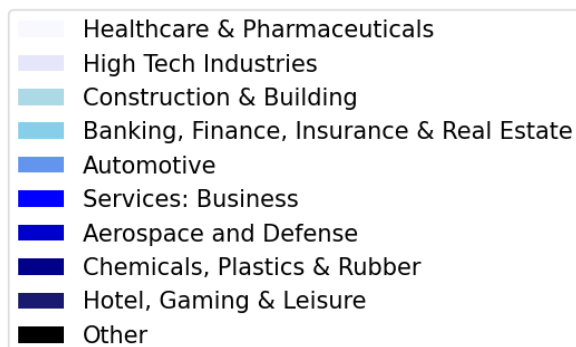 Healthcare & Pharmaceuticals
High Tech Industries
Construction & Building
Banking, Finance, Insurance & Real Estate
Automotive
Services: Business
Aerospace and Defense
Chemicals, Plastics & Rubber
Hotel, Gaming & Leisure
Other